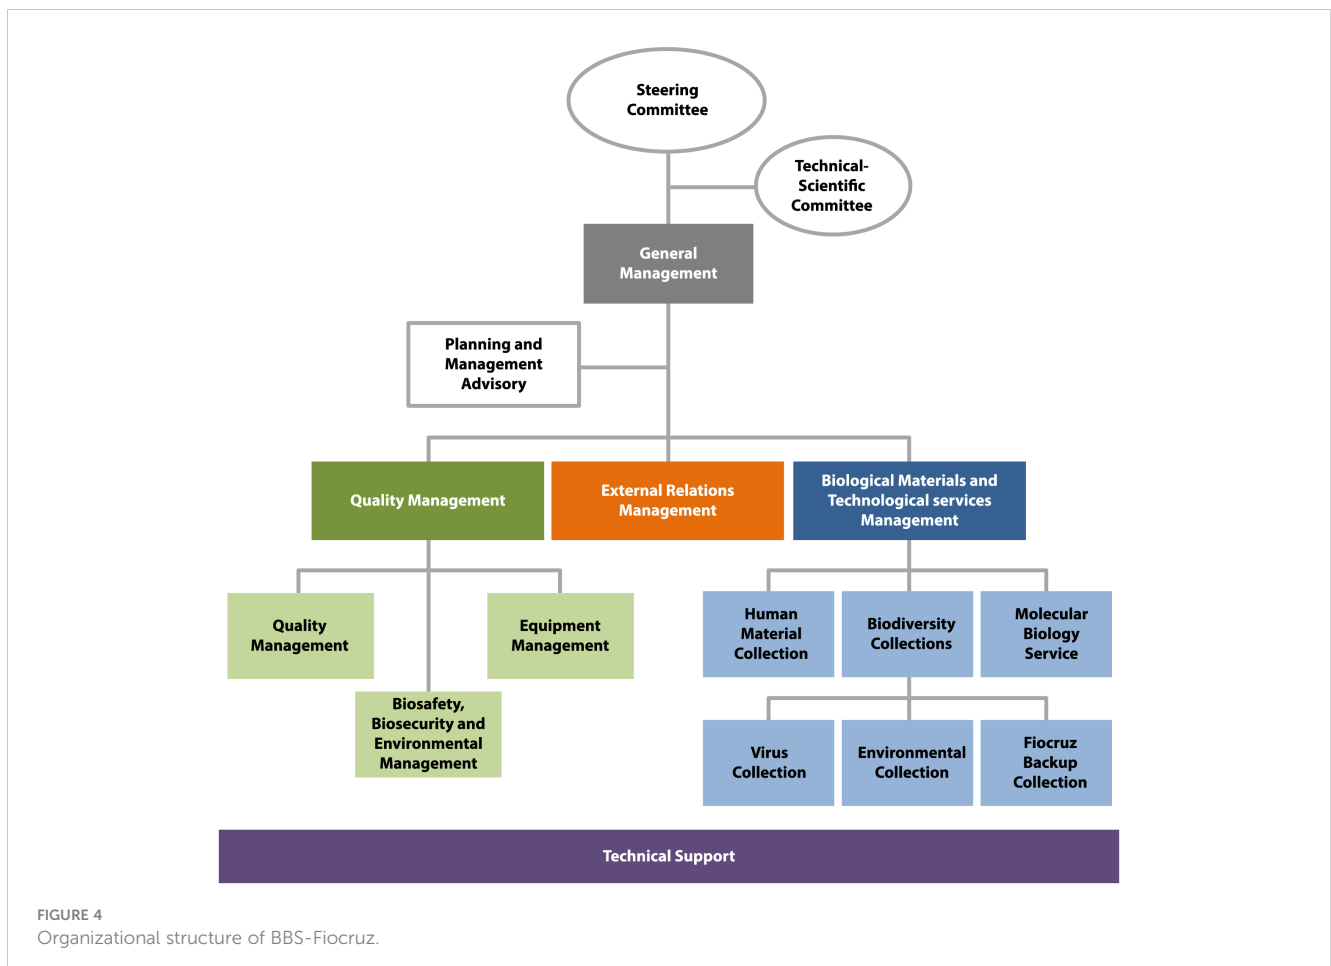 Steering
Committee
Technical-
Scientific
Committee
General
Management
Planning and
Management
Advisory
Quality Management
External Relations
Management
Biological Materials and
Technological services
Management
Quality
Management
Equipment
Management
Biosafety,
Biosecurity and
Environmental
Management
Human
Material
Collection
Biodiversity
Collections
Molecular
Biology
Service
Virus
Collection
Environmental
Collection
Fiocruz
Backup
Collection
Technical Support
FIGURE 4
Organizational structure of BBS-Fiocruz.